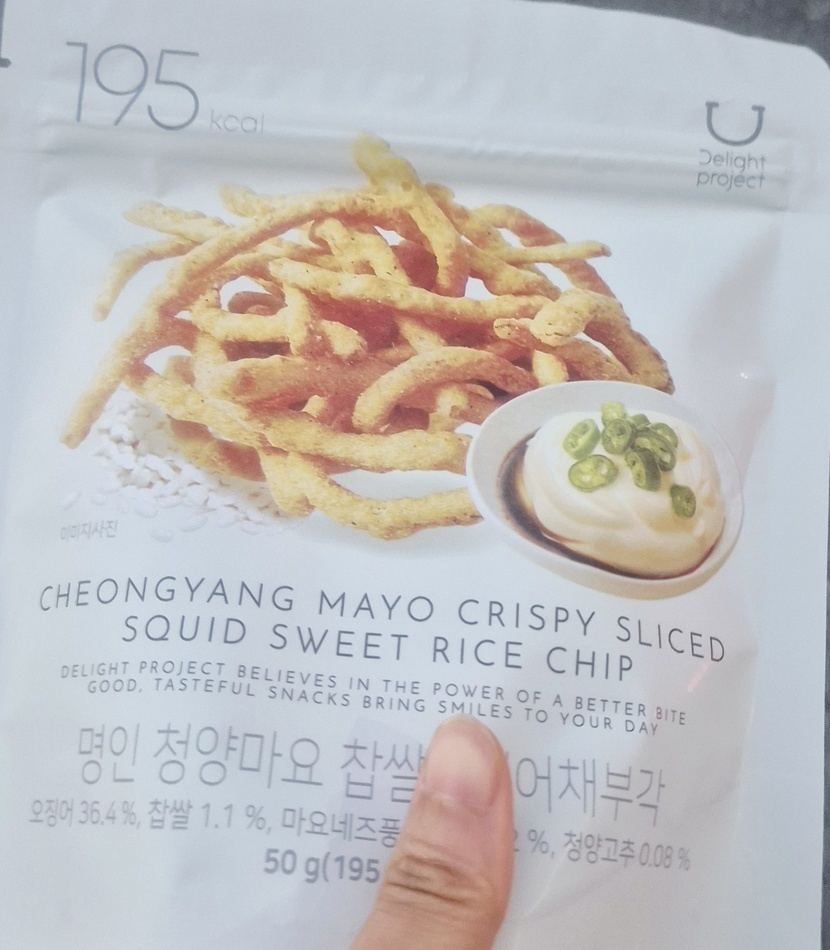 195 kcal
Delight
project
이미지사진
CHEONGYANG MAYO CRISPY SLICED
SQUID SWEET RICE CHIP
DELIGHT PROJECT BELIEVES IN THE POWER OF A BETTER BITE
GOOD, TASTEFUL SNACKS BRING SMILES TO YOUR DAY
명인 청양마요 찹쌀 어채부각
오징어 36.4 %, 찹쌀 1.1 %, 마요네즈풍 %, 청양고추 0.08 %
50 g(195